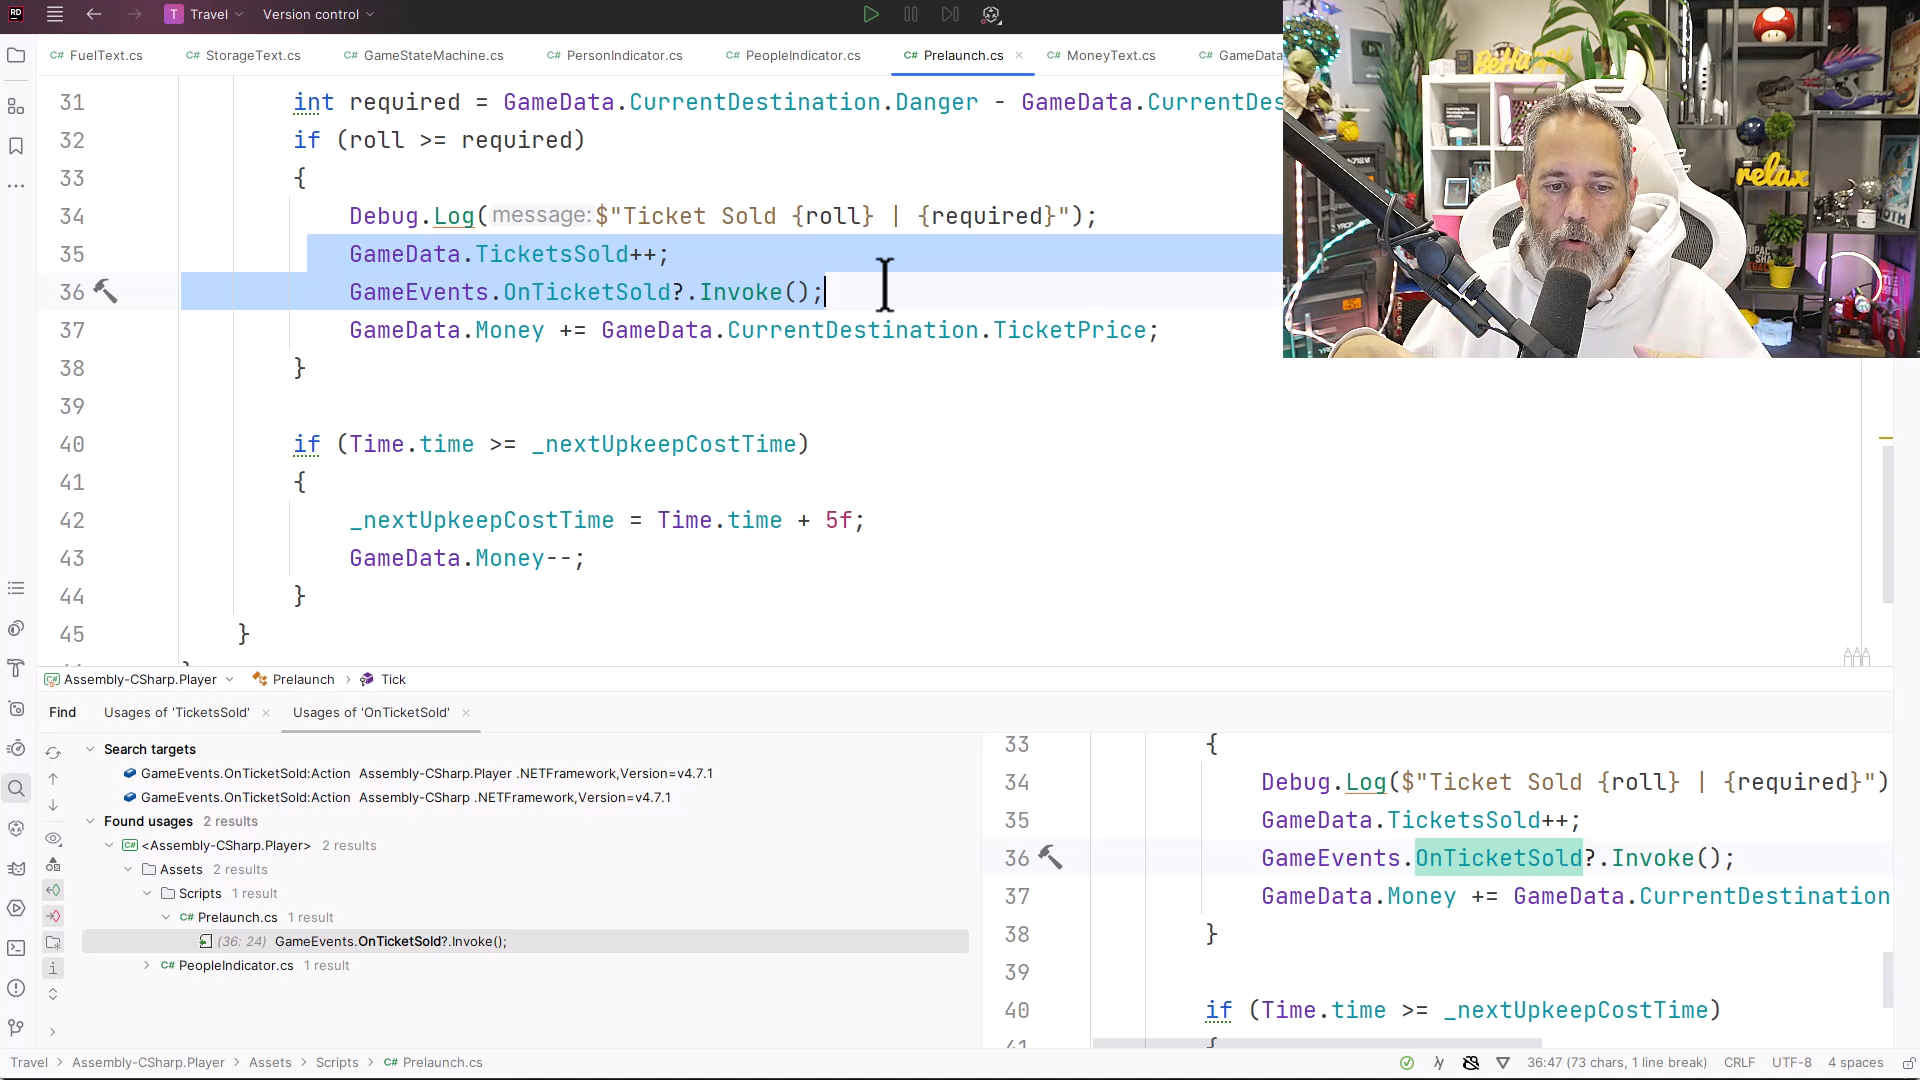 RD
T Travel
Version control
C# FuelText.cs
C# StorageText.cs
C# GameStateMachine.cs
C# PersonIndicator.cs
C# PeopleIndicator.cs
C# Prelaunch.cs
C# MoneyText.cs
C# GameData
31 int required = GameData.CurrentDestination.Danger - GameData.CurrentDes
32 if (roll >= required)
33 {
34 Debug.Log(message: $"Ticket Sold {roll} | {required}");
35 GameData.TicketsSold++;
36 GameEvents.OnTicketSold?.Invoke();
37 GameData.Money += GameData.CurrentDestination.TicketPrice;
38 }
39
40 if (Time.time >= _nextUpkeepCostTime)
41 {
42 _nextUpkeepCostTime = Time.time + 5f;
43 GameData.Money--;
44 }
45 }
BeHappy
relax
C# Assembly-CSharp.Player
Prelaunch
Tick
Find
Usages of 'TicketsSold'
Usages of 'OnTicketSold'
Search targets
GameEvents.OnTicketSold:Action Assembly-CSharp.Player .NETFramework,Version=v4.7.1
GameEvents.OnTicketSold:Action Assembly-CSharp .NETFramework,Version=v4.7.1
Found usages 2 results
C# <Assembly-CSharp.Player> 2 results
Assets 2 results
Scripts 1 result
C# Prelaunch.cs 1 result
(36: 24) GameEvents.OnTicketSold?.Invoke();
C# PeopleIndicator.cs 1 result
33 {
34 Debug.Log($"Ticket Sold {roll} | {required}")
35 GameData.TicketsSold++;
36 GameEvents.OnTicketSold?.Invoke();
37 GameData.Money += GameData.CurrentDestination
38 }
39
40 if (Time.time >= _nextUpkeepCostTime)
41 {
Travel > Assembly-CSharp.Player > Assets > Scripts > C# Prelaunch.cs
36:47 (73 chars, 1 line break)
CRLF
UTF-8
4 spaces